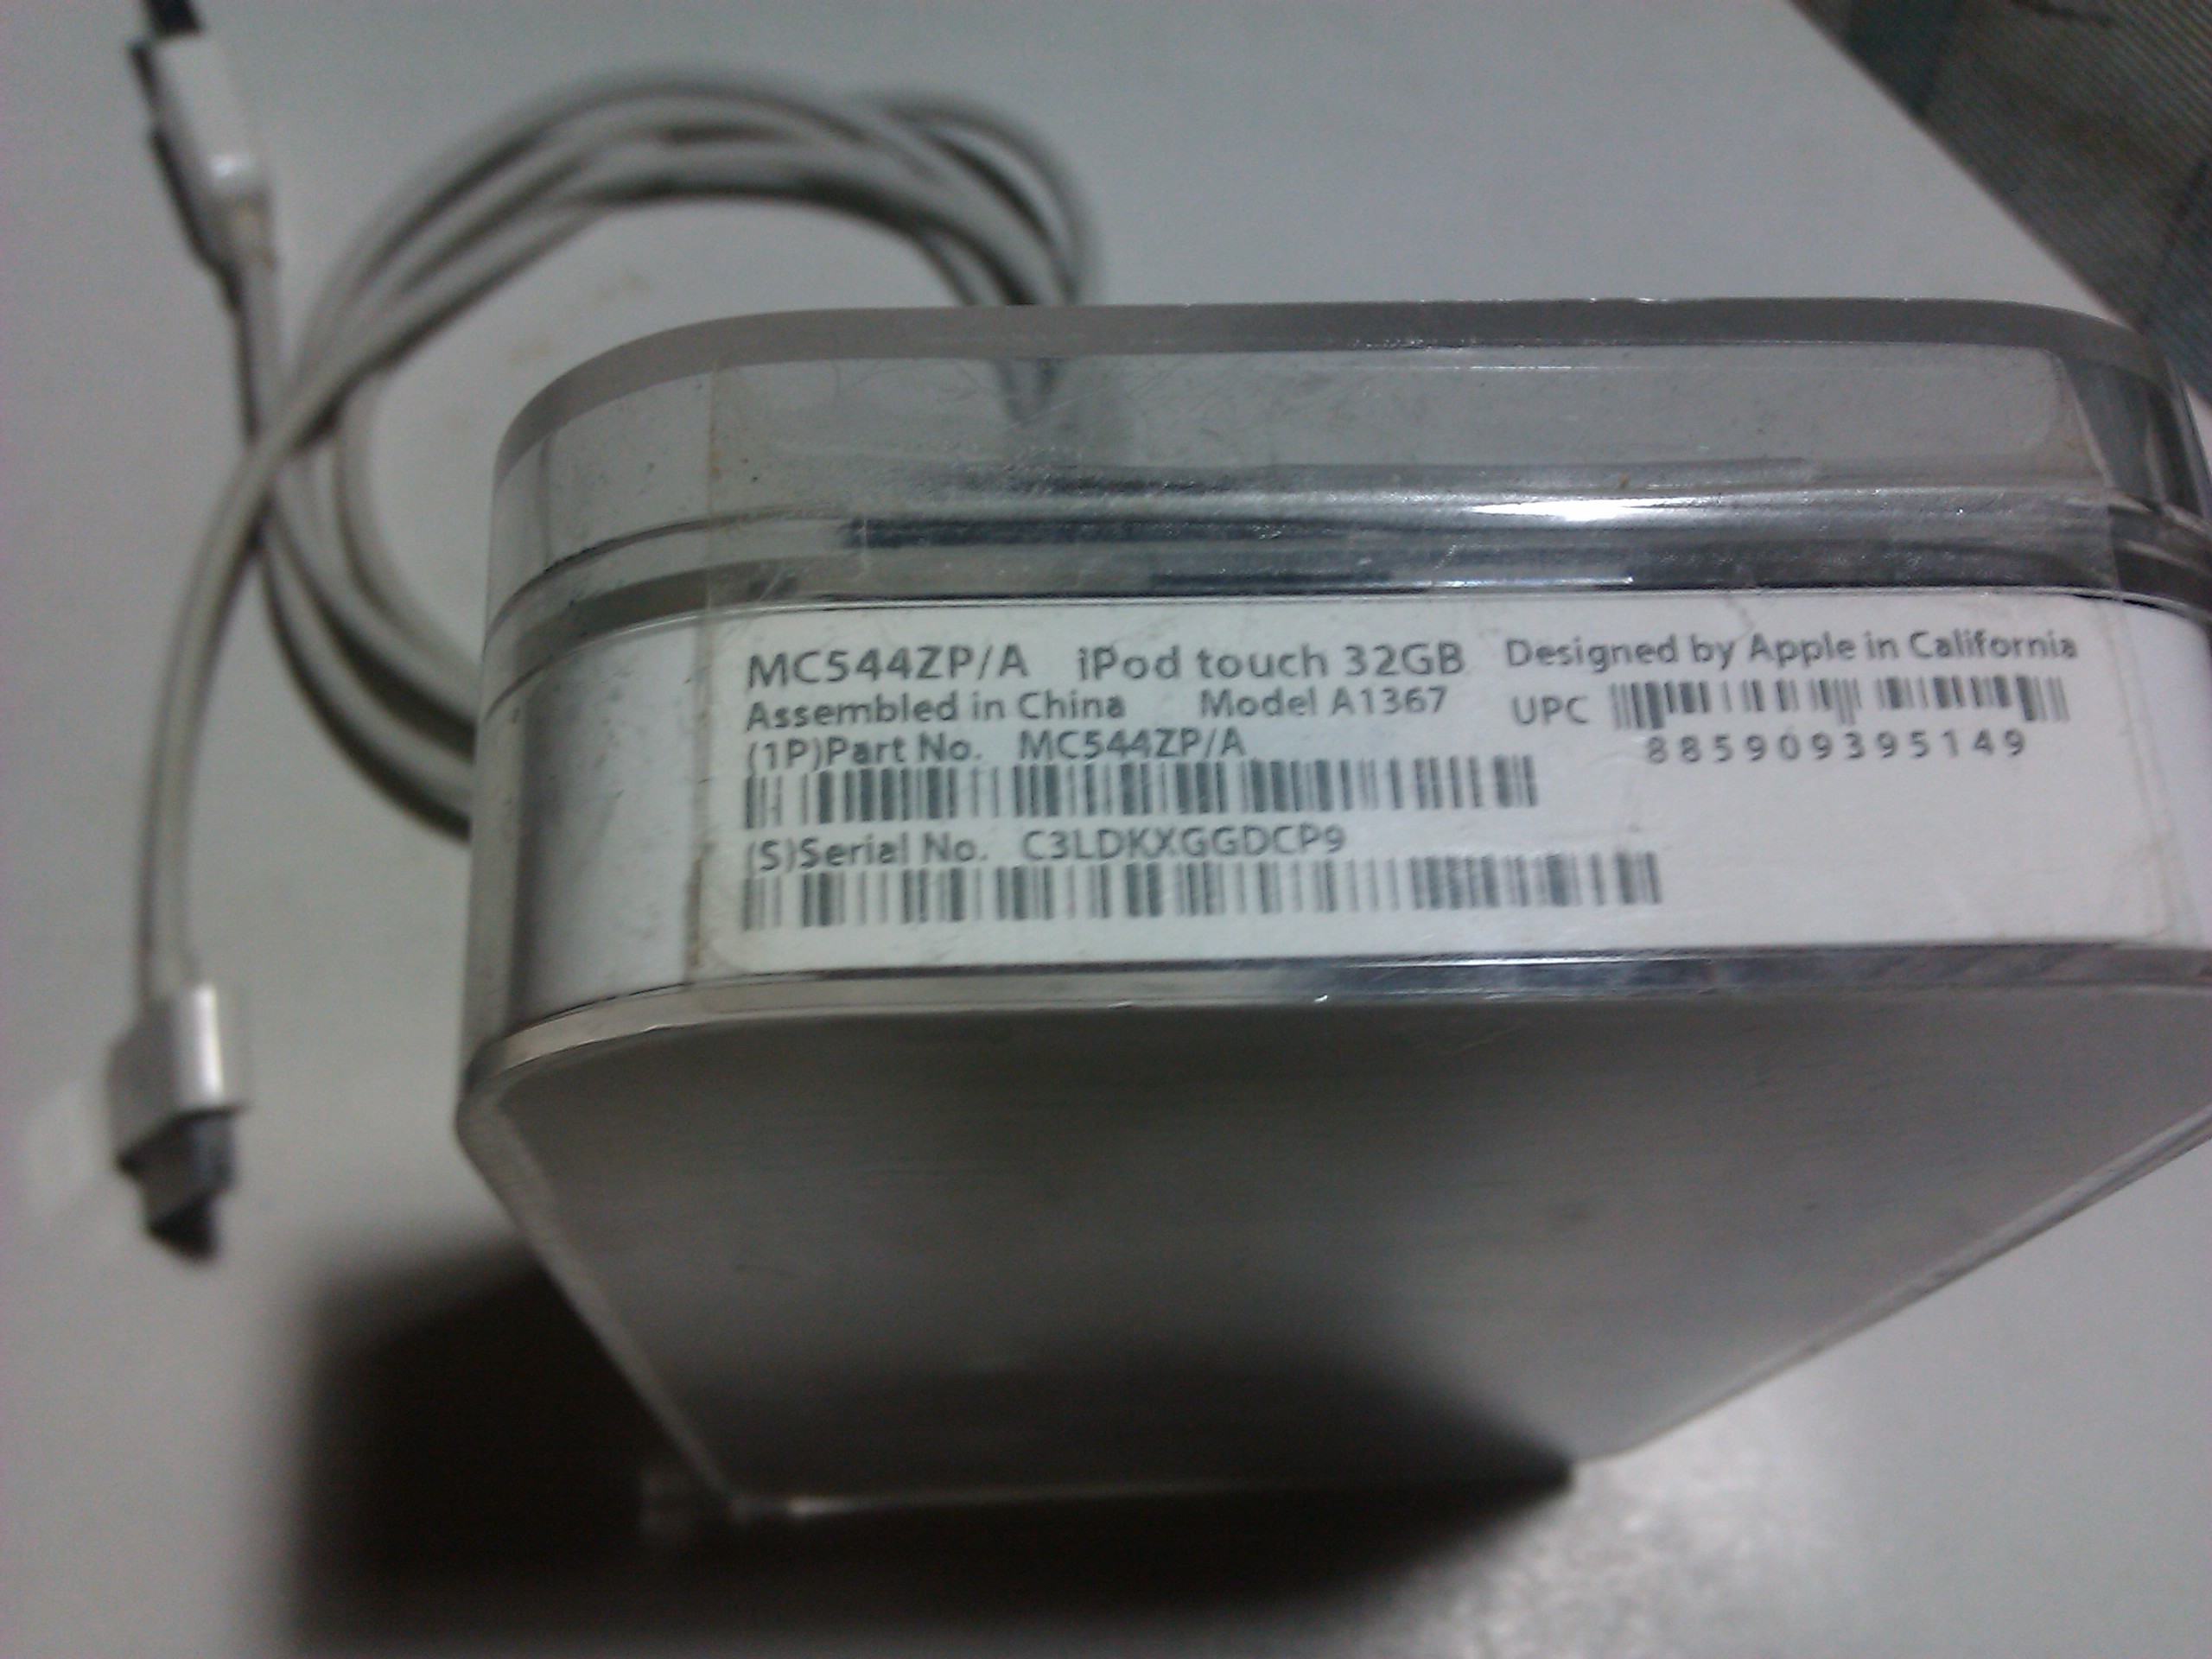 MC544ZP/A iPod touch 32GB Designed by Apple in California
Assembled in China Model A1367 UPC
885909395149
(1P)Part No. MC544ZP/A
(S)Serial No. C3LDKXGGDCP9